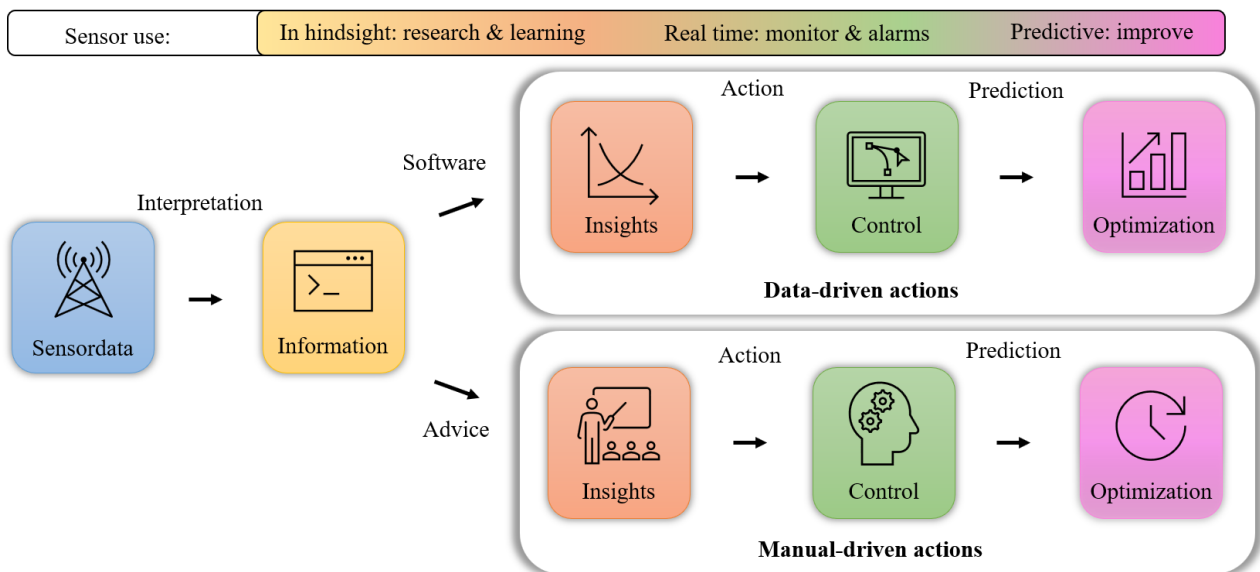 Sensor use:
In hindsight: research & learning
Real time: monitor & alarms
Predictive: improve
Interpretation
Sensordata
Information
Software
Action
Prediction
Insights
Control
Optimization
Data-driven actions
Advice
Action
Prediction
Insights
Control
Optimization
Manual-driven actions